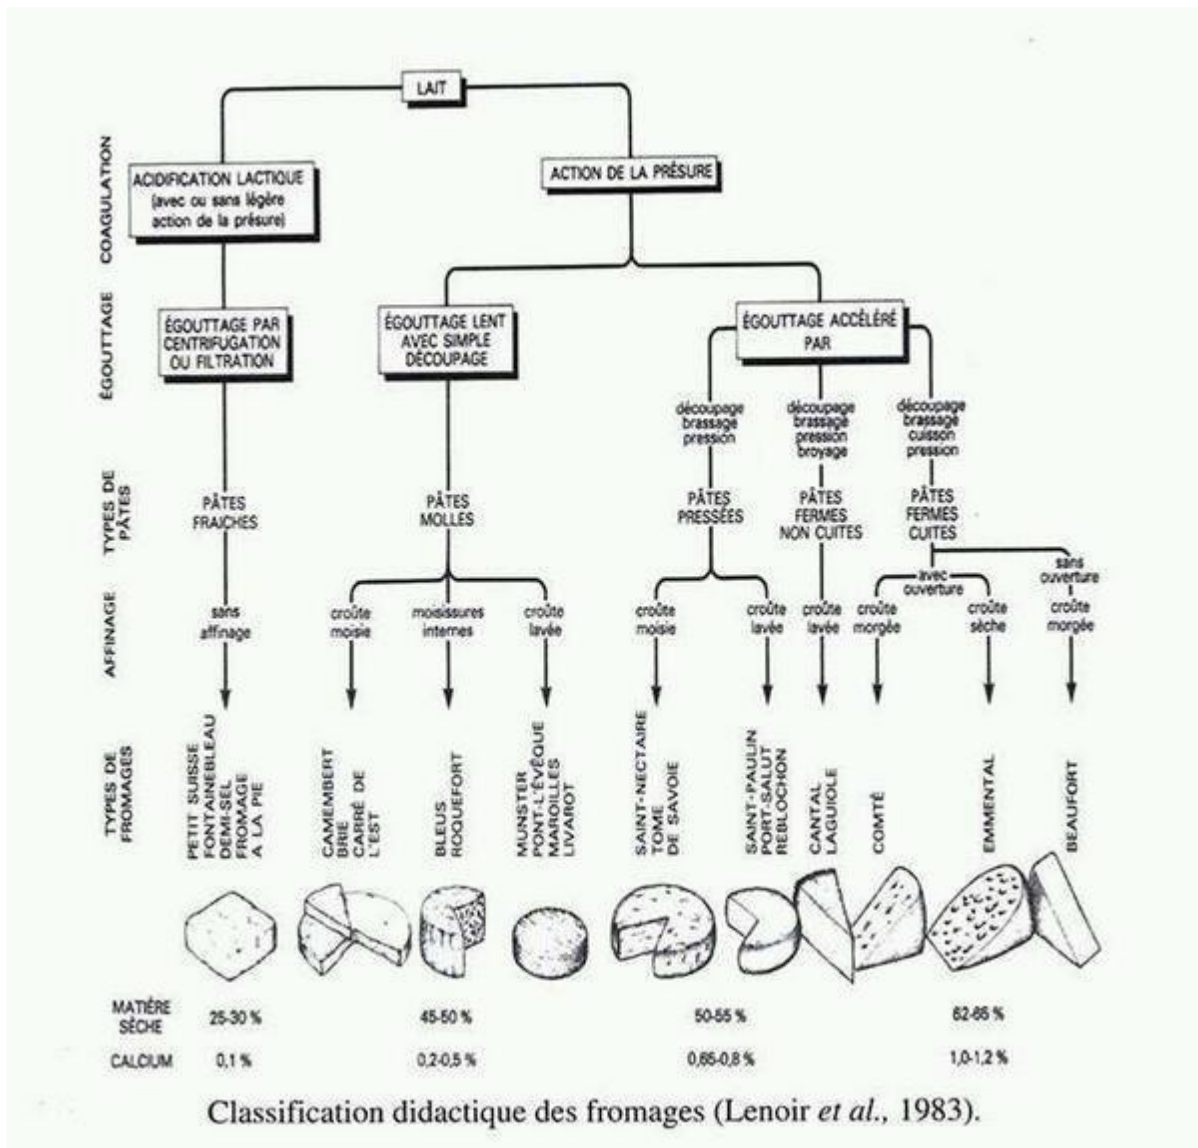 LAIT
COAGULATION
ACIDIFICATION LACTIQUE
(avec ou sans légère
action de la présure)
ACTION DE LA PRÉSURE
ÉGOUTTAGE
ÉGOUTTAGE PAR
CENTRIFUGATION
OU FILTRATION
ÉGOUTTAGE LENT
AVEC SIMPLE
DÉCOUPAGE
ÉGOUTTAGE ACCÉLÉRÉ
PAR
découpage
brassage
pression
découpage
brassage
pression
broyage
découpage
brassage
cuisson
pression
TYPES DE
PÂTES
PÂTES
FRAICHES
PÂTES
MOLLES
PÂTES
PRESSÉES
PÂTES
FERMES
NON CUITES
PÂTES
FERMES
CUITES
avec
ouverture
sans
ouverture
AFFINAGE
sans
affinage
croûte
moisie
moisissures
internes
croûte
lavée
croûte
moisie
croûte
lavée
croûte
lavée
croûte
morgée
croûte
sèche
croûte
morgée
TYPES DE
FROMAGES
PETIT SUISSE
FONTAINEBLEAU
DEMI-SEL
FROMAGE
A LA PIE
CAMEMBERT
BRIE
CARRÉ DE
L'EST
BLEUS
ROQUEFORT
MUNSTER
PONT-L'ÉVÊQUE
MAROILLES
LIVAROT
SAINT-NECTAIRE
TOME
DE SAVOIE
SAINT-PAULIN
PORT-SALUT
REBLOCHON
CANTAL
LAGUIOLE
COMTÉ
EMMENTAL
BEAUFORT
MATIÈRE
SÈCHE
25-30 %
45-50 %
50-55 %
62-65 %
CALCIUM
0,1 %
0,2-0,5 %
0,65-0,8 %
1,0-1,2 %
Classification didactique des fromages (Lenoir et al., 1983).